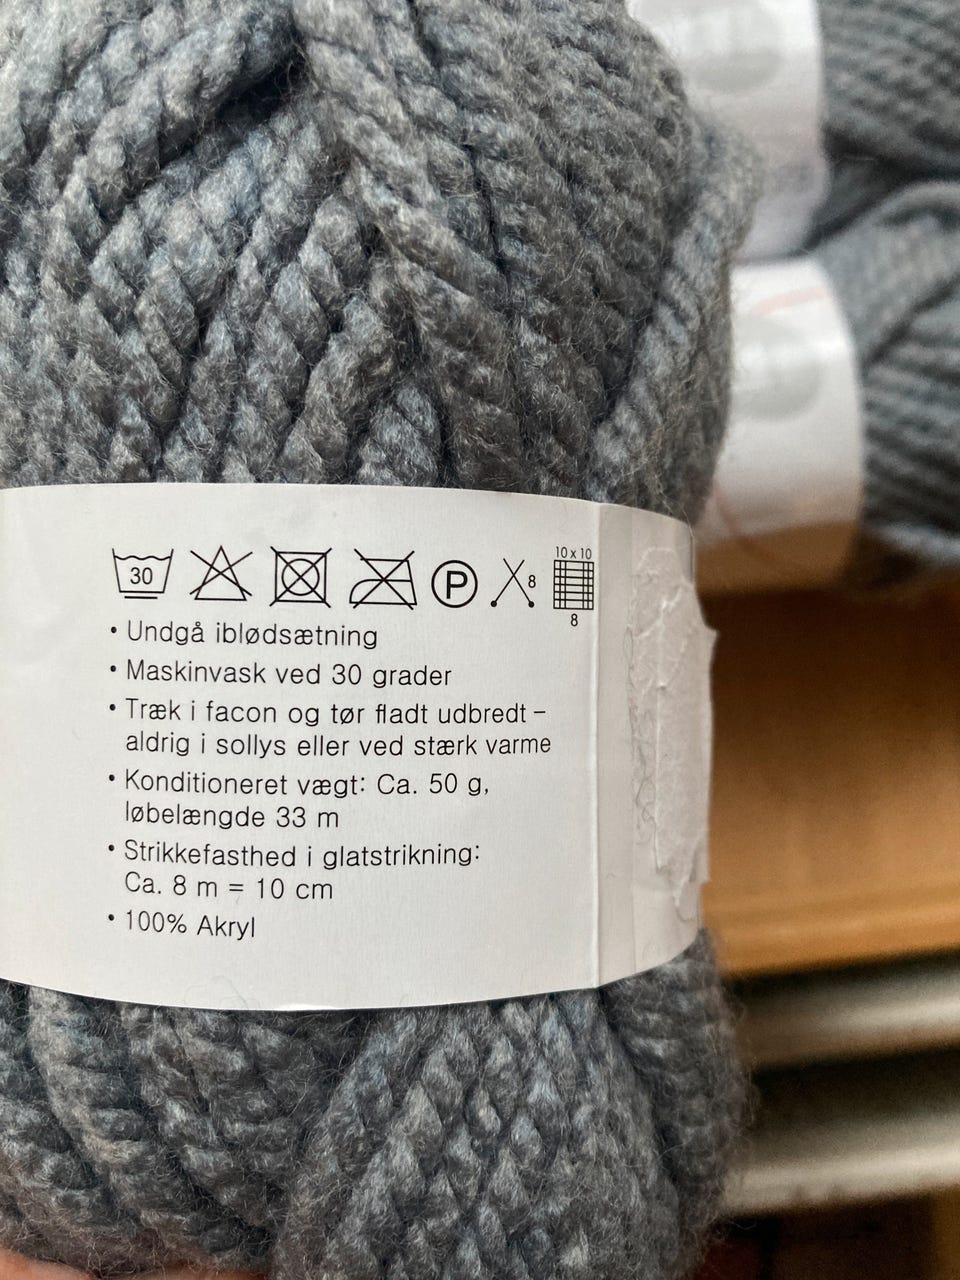 30 P 8 10 x 10
8
• Undgå iblødsætning
• Maskinvask ved 30 grader
• Træk i facon og tør fladt udbredt –
aldrig i sollys eller ved stærk varme
• Konditioneret vægt: Ca. 50 g,
løbelængde 33 m
• Strikkefasthed i glatstrikning:
Ca. 8 m = 10 cm
• 100% Akryl